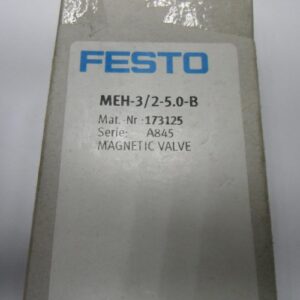 FESTO
MEH-3/2-5.0-B
Mat.-Nr.:173125
Serie: A845
MAGNETIC VALVE